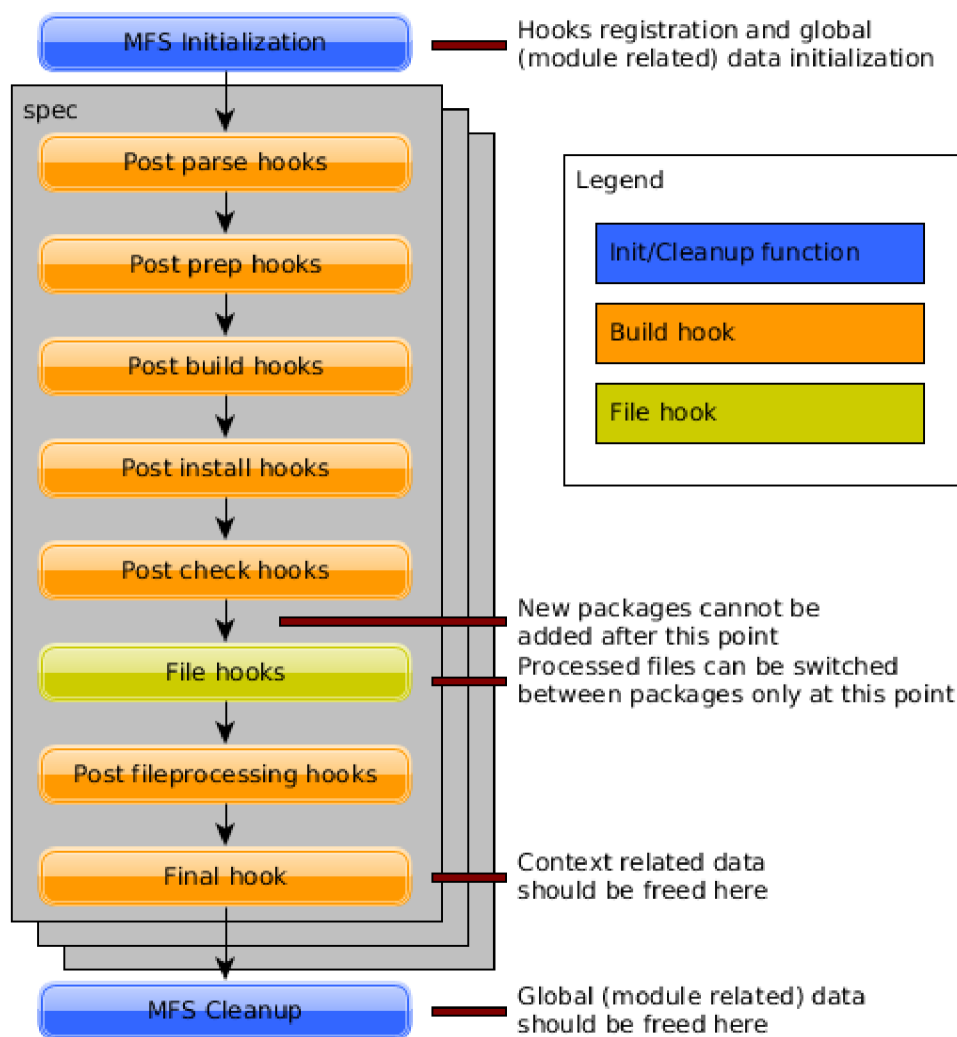 MFS Initialization
Hooks registration and global
(module related) data initialization
spec
Post parse hooks
Post prep hooks
Post build hooks
Post install hooks
Post check hooks
New packages cannot be
added after this point
File hooks
Processed files can be switched
between packages only at this point
Post fileprocessing hooks
Final hook
Context related data
should be freed here
MFS Cleanup
Global (module related) data
should be freed here
Legend
Init/Cleanup function
Build hook
File hook